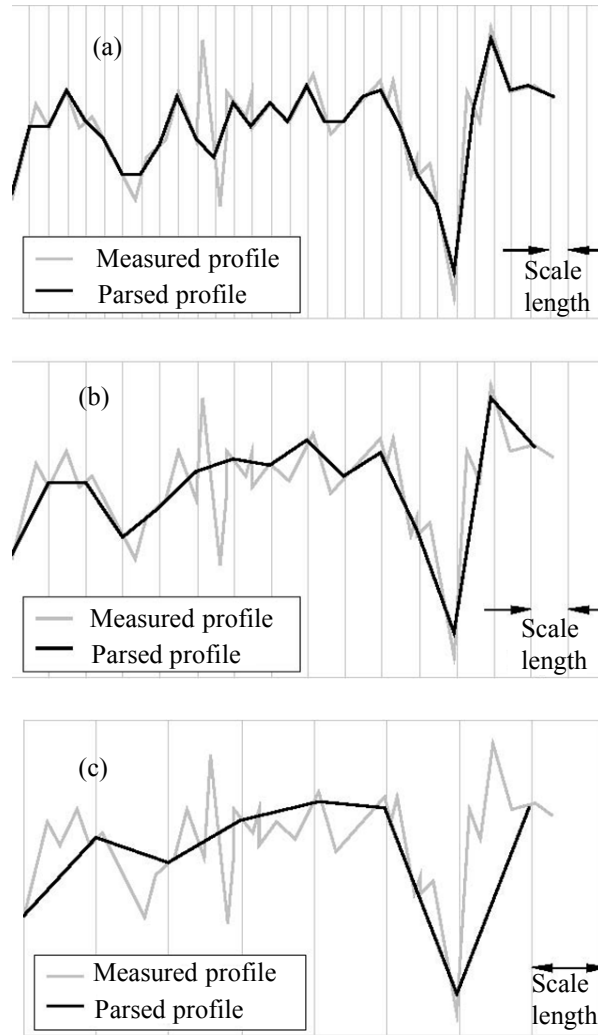 (a)
Measured profile
Parsed profile
Scale
length
(b)
Measured profile
Parsed profile
Scale
length
(c)
Measured profile
Parsed profile
Scale
length